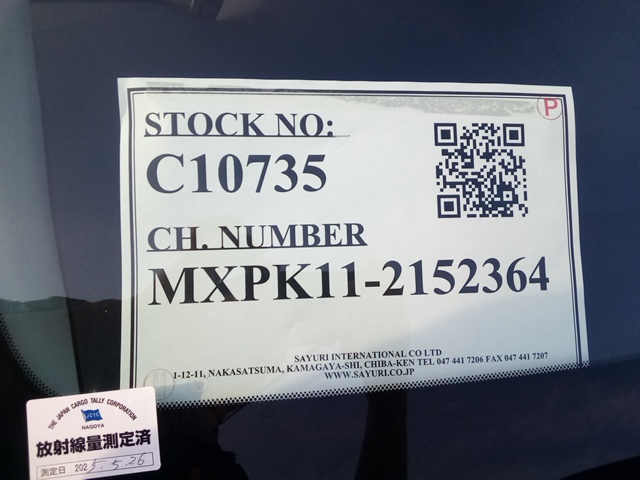 P
STOCK NO:
C10735
CH. NUMBER
MXPK11-2152364
SAYURI INTERNATIONAL CO LTD
1-12-11, NAKASATSUMA, KAMAGAYA-SHI, CHIBA-KEN TEL 047 441 7206 FAX 047 441 7207
WWW.SAYURI.CO.JP
THE JAPAN CARGO TALLY CORPORATION
JCTC
NAGOYA
放射線量測定済
測定日 2025.5.26